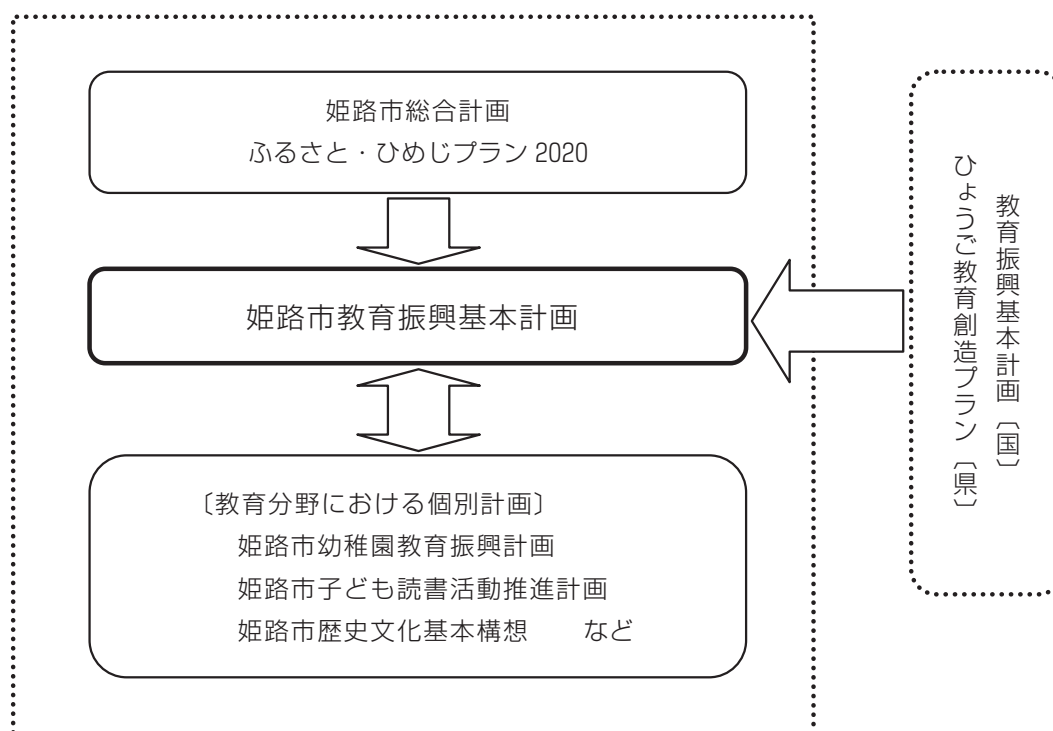 姫路市総合計画
ふるさと・ひめじプラン 2020
姫路市教育振興基本計画
〔教育分野における個別計画〕
姫路市幼稚園教育振興計画
姫路市子ども読書活動推進計画
姫路市歴史文化基本構想　　など
教育振興基本計画〔国〕
ひょうご教育創造プラン〔県〕